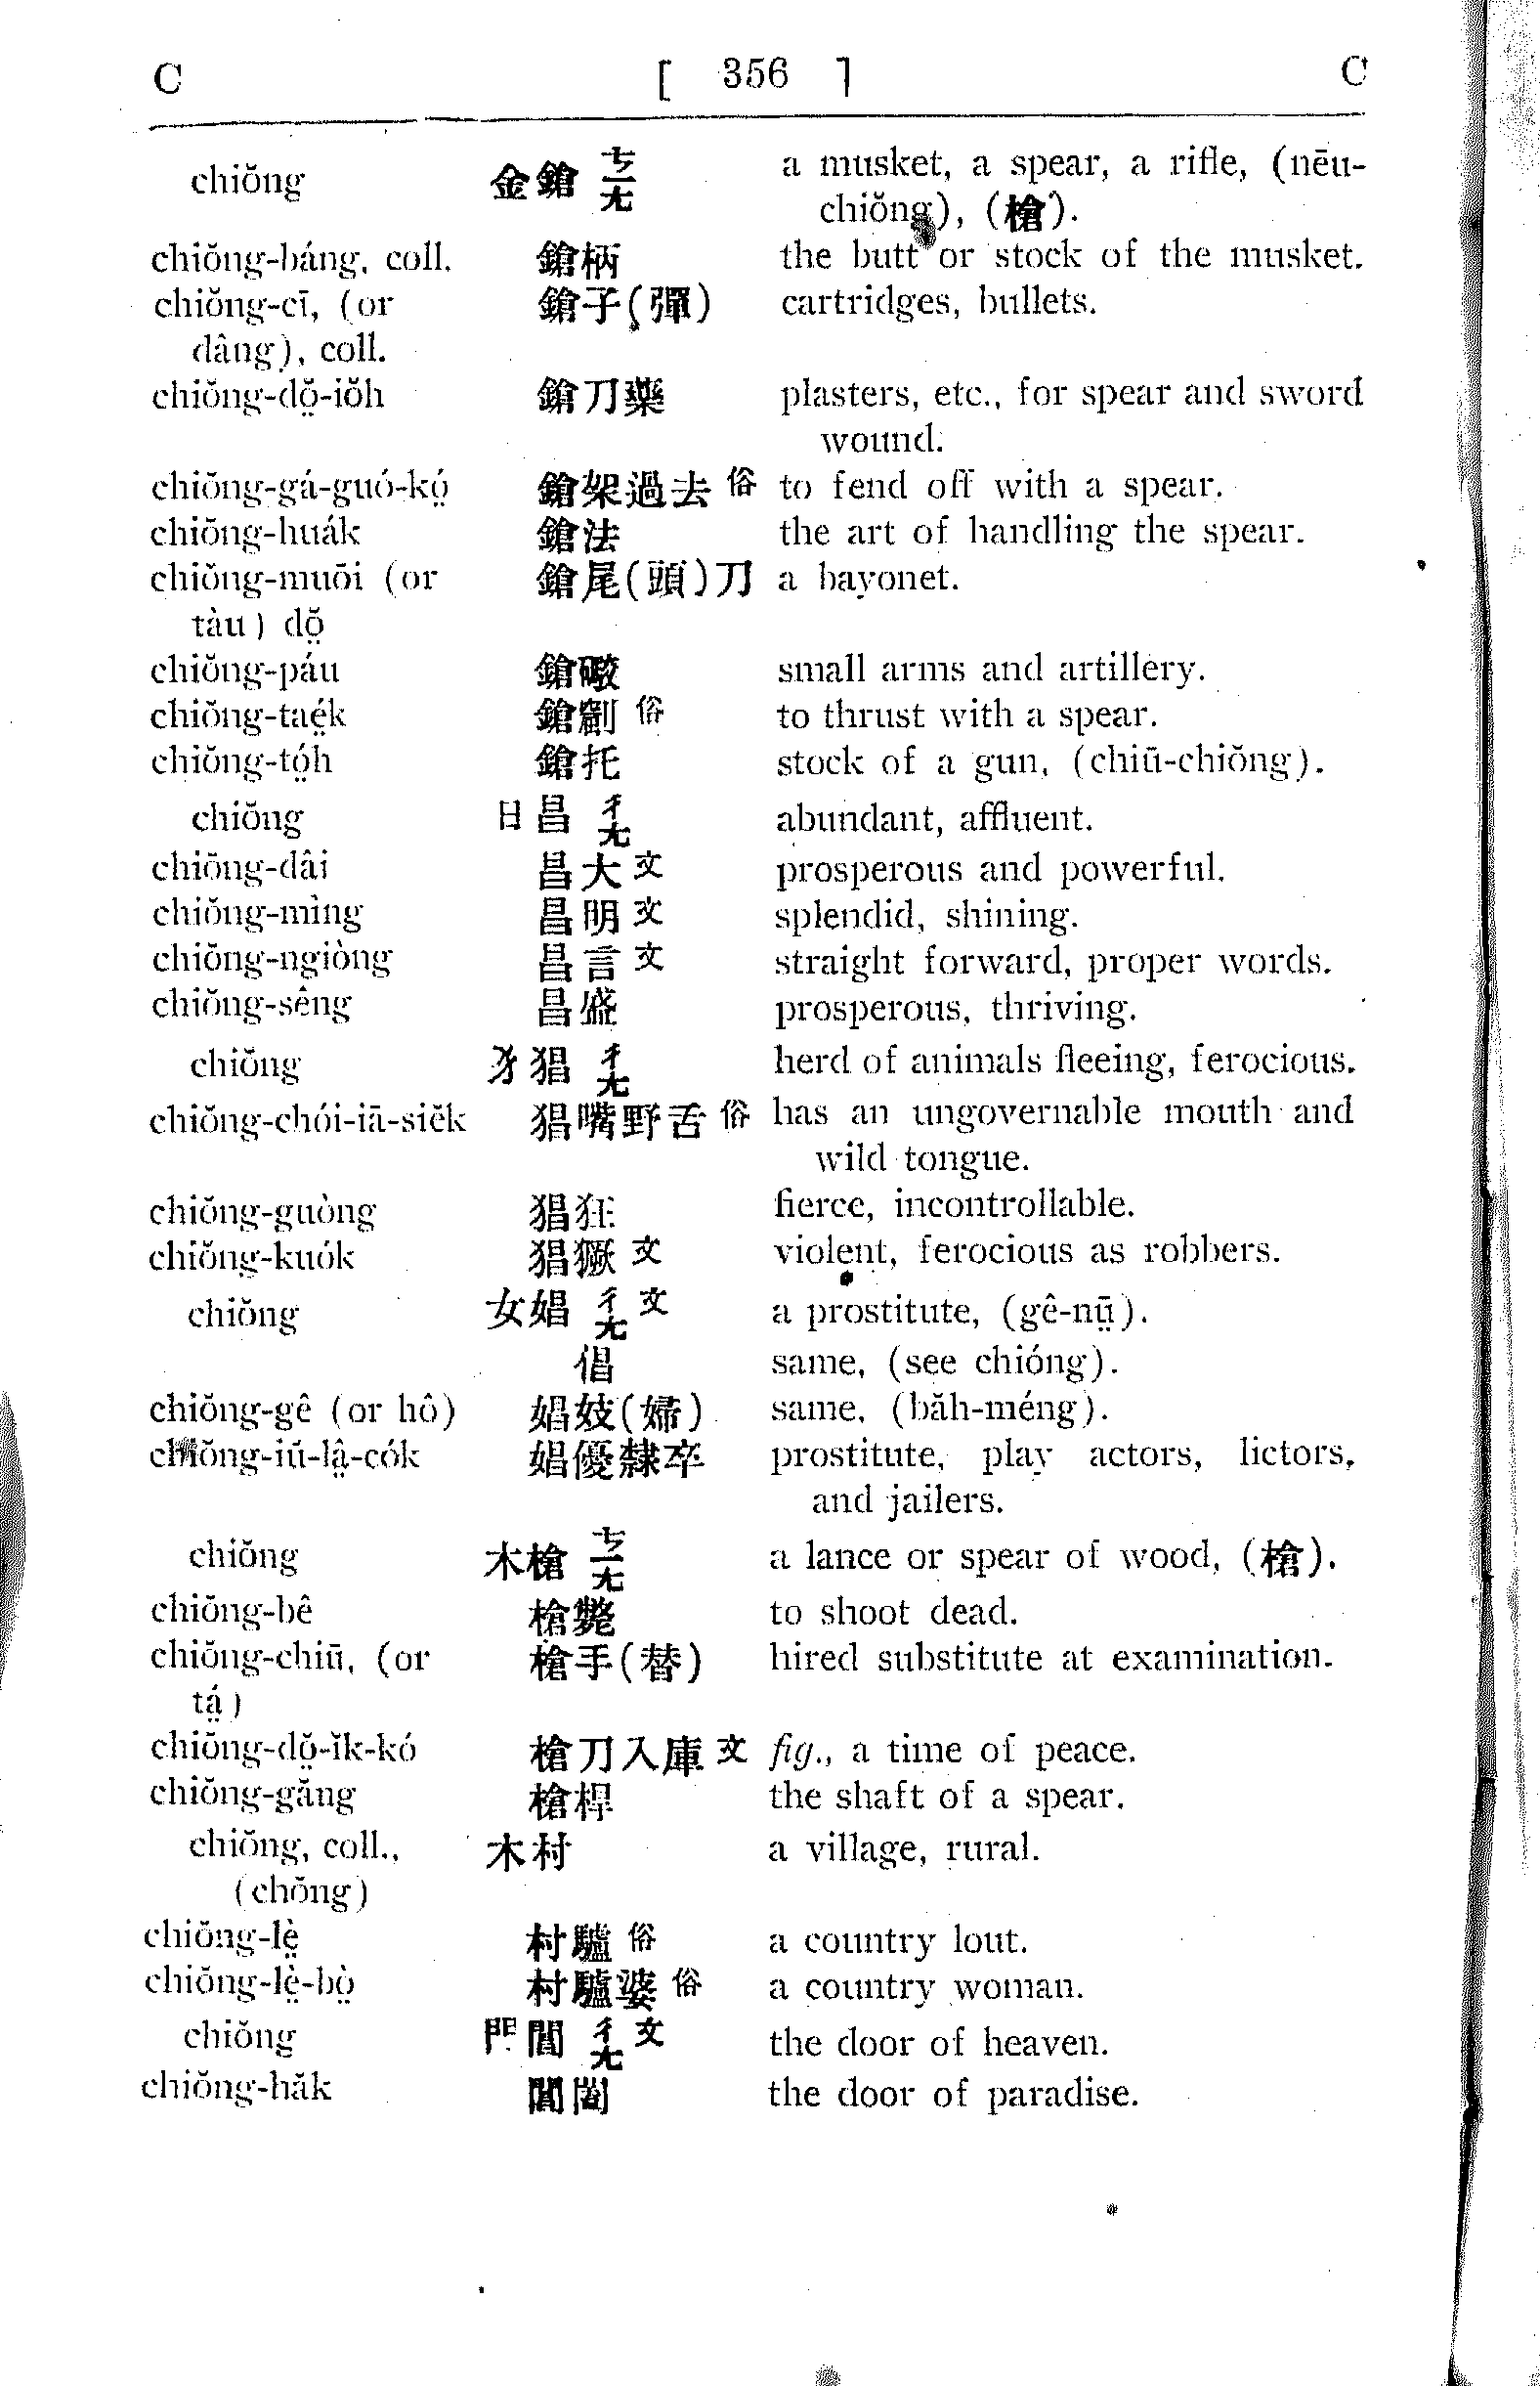 C [ 356 ] C
chiŏng 金鎗 ㄘㄧㄤ a musket, a spear, a rifle, (nēu-
chiŏng), (槍).
chiŏng-báng, coll. 鎗柄 the butt or stock of the musket.
chiŏng-cī, (or 鎗子(彈) cartridges, bullets.
dâng), coll.
chiŏng-dŏ̤-iŏh 鎗刀藥 plasters, etc., for spear and sword
wound.
chiŏng-gá-guó-kó̤ 鎗架過去 俗 to fend off with a spear.
chiŏng-huák 鎗法 the art of handling the spear.
chiŏng-muōi (or 鎗尾(頭)刀 a bayonet.
tàu) dŏ̤
chiŏng-páu 鎗礮 small arms and artillery.
chiŏng-taé̤k 鎗劄 俗 to thrust with a spear.
chiŏng-tó̤h 鎗托 stock of a gun, (chiū-chiŏng).
chiŏng 日昌 ㄔㄤ abundant, affluent.
chiŏng-dâi 昌大 文 prosperous and powerful.
chiŏng-mìng 昌明 文 splendid, shining.
chiŏng-ngiòng 昌言 文 straight forward, proper words.
chiŏng-sêng 昌盛 prosperous, thriving.
chiŏng 犭猖 ㄔㄤ herd of animals fleeing, ferocious.
chiŏng-chói-iā-siĕk 猖嘴野舌 俗 has an ungovernable mouth and
wild tongue.
chiŏng-guòng 猖狂 fierce, incontrollable.
chiŏng-kuók 猖獗 文 violent, ferocious as robbers.
chiŏng 女娼 ㄔㄤ 文 a prostitute, (gê-nṳ̄).
倡 same, (see chióng).
chiŏng-gê (or hô) 娼妓(婦) same, (băh-méng).
chiŏng-iŭ-lâ̤-cók 娼優隸卒 prostitute, play actors, lictors,
and jailers.
chiŏng 木槍 ㄘㄧㄤ a lance or spear of wood, (槍).
chiŏng-bê 槍斃 to shoot dead.
chiŏng-chiū, (or 槍手(替) hired substitute at examination.
tá̤)
chiŏng-dŏ̤-ĭk-kó 槍刀入庫 文 fig., a time of peace.
chiŏng-găng 槍桿 the shaft of a spear.
chiŏng, coll., 木村 a village, rural.
(chŏng)
chiŏng-lè̤ 村驢 俗 a country lout.
chiŏng-lè̤-bò̤ 村驢婆 俗 a country woman.
chiŏng 門閶 ㄔㄤ 文 the door of heaven.
chiŏng-hăk 閶闔 the door of paradise.